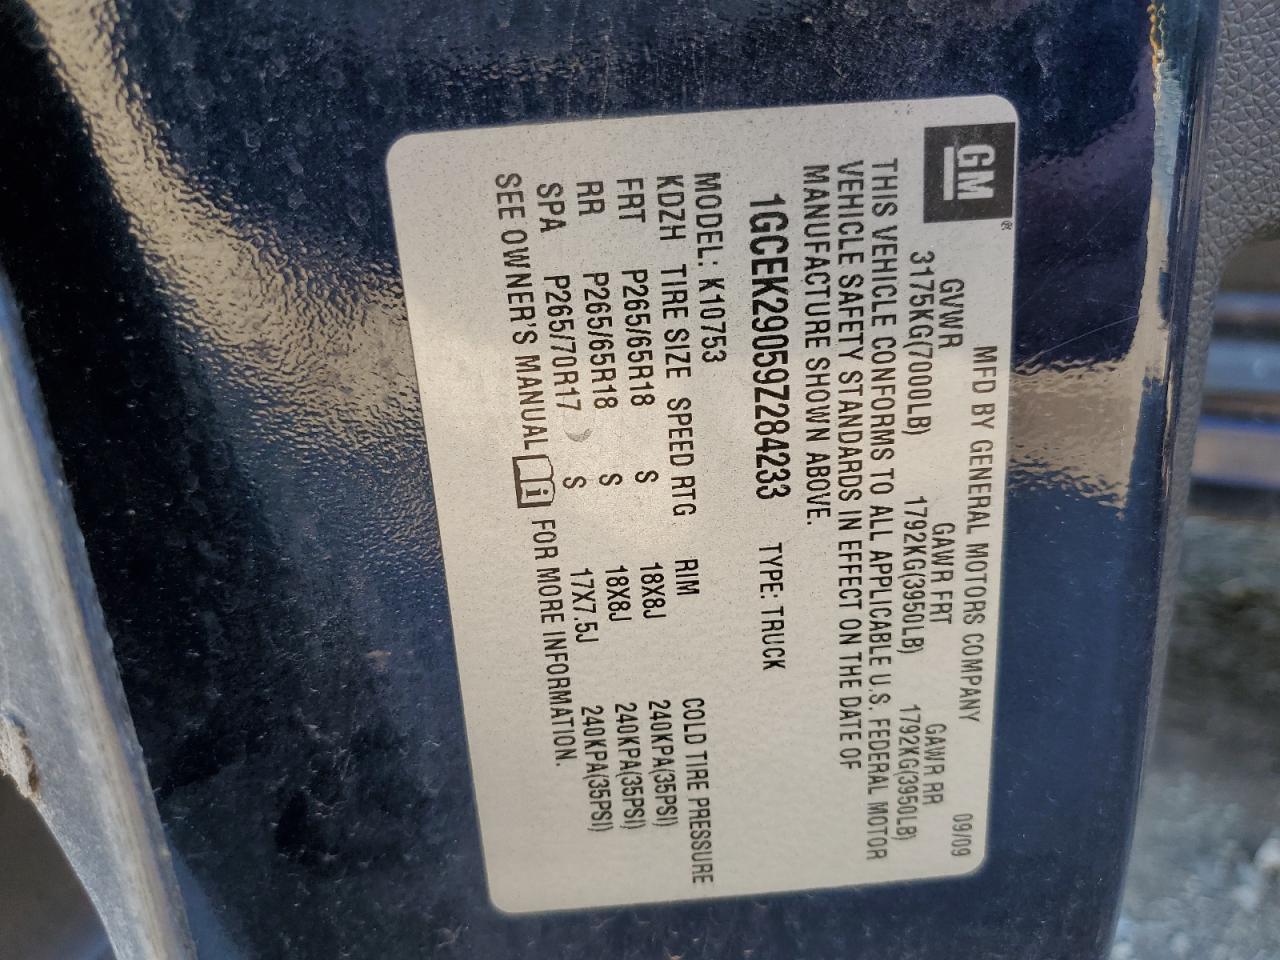 GM®
MFD BY GENERAL MOTORS COMPANY 09/09
GVWR GAWR FRT GAWR RR
3175KG(7000LB) 1792KG(3950LB) 1792KG(3950LB)
THIS VEHICLE CONFORMS TO ALL APPLICABLE U.S. FEDERAL MOTOR
VEHICLE SAFETY STANDARDS IN EFFECT ON THE DATE OF
MANUFACTURE SHOWN ABOVE.
1GCEK29059Z284233 TYPE: TRUCK
MODEL: K10753
KDZH TIRE SIZE SPEED RTG RIM COLD TIRE PRESSURE
FRT P265/65R18 S 18X8J 240KPA(35PSI)
RR P265/65R18 S 18X8J 240KPA(35PSI)
SPA P265/70R17 S 17X7.5J 240KPA(35PSI)
SEE OWNER'S MANUAL FOR MORE INFORMATION.